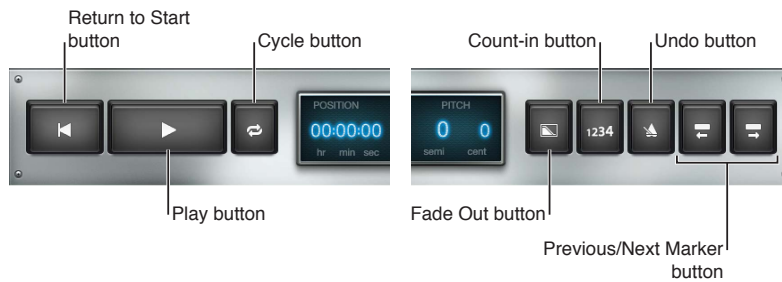 Return to Start
button
Cycle button
Count-in button
Undo button
POSITION
00:00:00
hr min sec
PITCH
0 0
semi cent
1234
Play button
Fade Out button
Previous/Next Marker
button